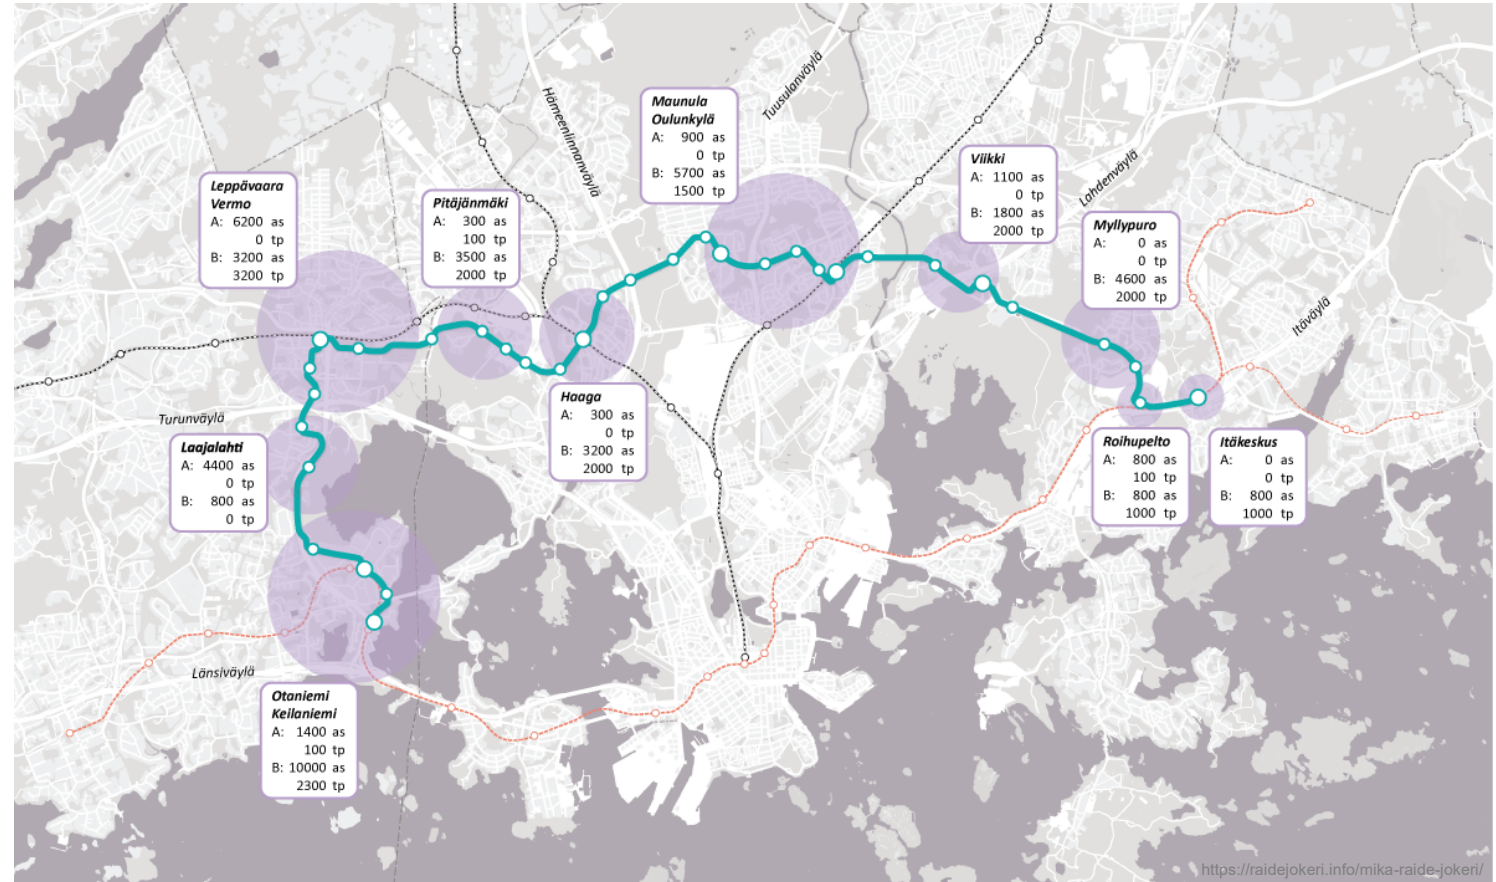 Hämeenlinnanväylä
Tuusulanväylä
Lahdenväylä
Itäväylä
Turunväylä
Länsiväylä
Leppävaara
Vermo
A: 6200 as
0 tp
B: 3200 as
3200 tp
Pitäjänmäki
A: 300 as
100 tp
B: 3500 as
2000 tp
Maunula
Oulunkylä
A: 900 as
0 tp
B: 5700 as
1500 tp
Viikki
A: 1100 as
0 tp
B: 1800 as
2000 tp
Myllypuro
A: 0 as
0 tp
B: 4600 as
2000 tp
Haaga
A: 300 as
0 tp
B: 3200 as
2000 tp
Laajalahti
A: 4400 as
0 tp
B: 800 as
0 tp
Roihupelto
A: 800 as
100 tp
B: 800 as
1000 tp
Itäkeskus
A: 0 as
0 tp
B: 800 as
1000 tp
Otaniemi
Keilaniemi
A: 1400 as
100 tp
B: 10000 as
2300 tp
https://raidejokeri.info/mika-raide-jokeri/